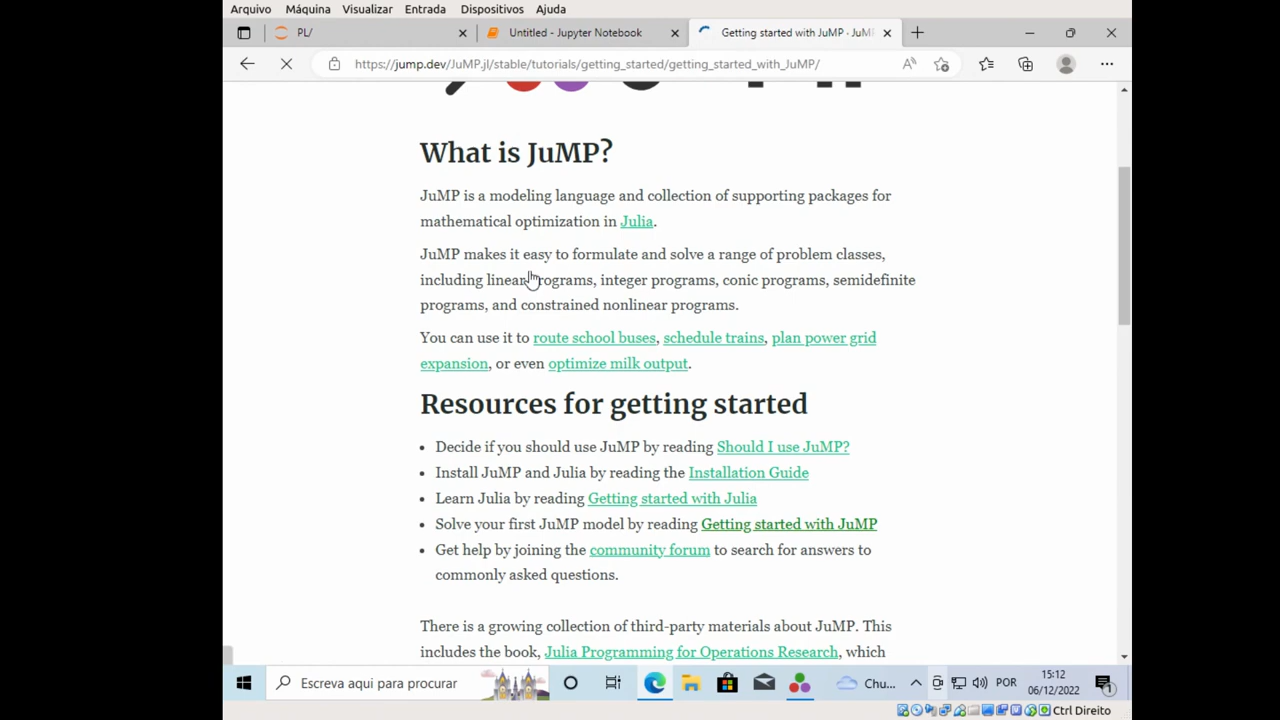 Arquivo Máquina Visualizar Entrada Dispositivos Ajuda
PL/
Untitled - Jupyter Notebook
Getting started with JuMP · JuMP
https://jump.dev/JuMP.jl/stable/tutorials/getting_started/getting_started_with_JuMP/
What is JuMP?
JuMP is a modeling language and collection of supporting packages for
mathematical optimization in Julia.
JuMP makes it easy to formulate and solve a range of problem classes,
including linear programs, integer programs, conic programs, semidefinite
programs, and constrained nonlinear programs.
You can use it to route school buses, schedule trains, plan power grid
expansion, or even optimize milk output.
Resources for getting started
• Decide if you should use JuMP by reading Should I use JuMP?
• Install JuMP and Julia by reading the Installation Guide
• Learn Julia by reading Getting started with Julia
• Solve your first JuMP model by reading Getting started with JuMP
• Get help by joining the community forum to search for answers to
commonly asked questions.
There is a growing collection of third-party materials about JuMP. This
includes the book, Julia Programming for Operations Research, which
Escreva aqui para procurar
Chu...
POR
15:12
06/12/2022
1
Ctrl Direito